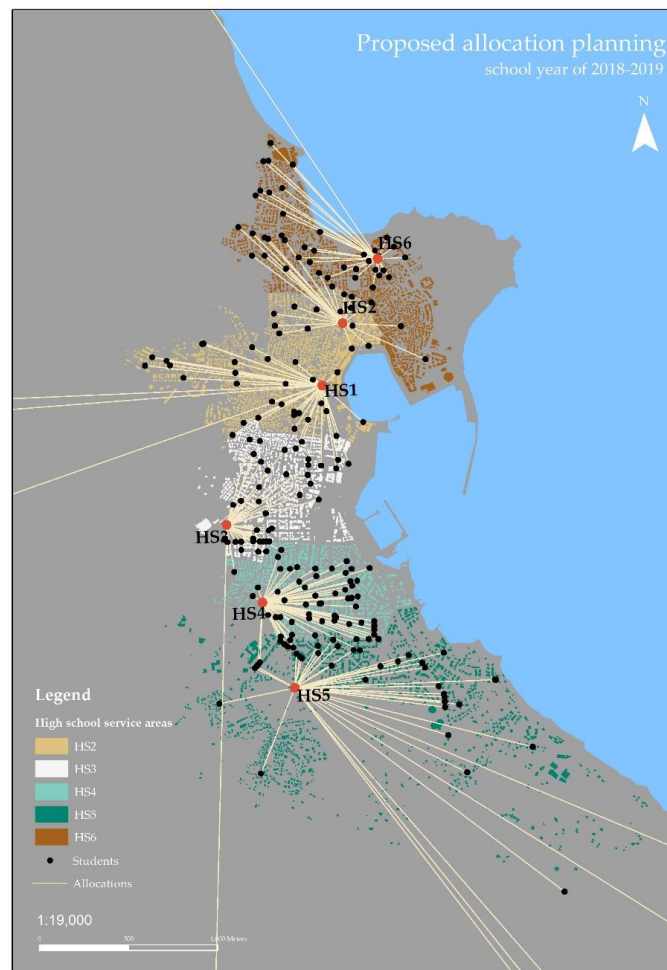 Proposed allocation planning
school year of 2018-2019
N
HS6
HS2
HS1
HS3
HS4
HS5
Legend
High school service areas
HS2
HS3
HS4
HS5
HS6
Students
Allocations
1:19,000
0 500 1,000 Meters